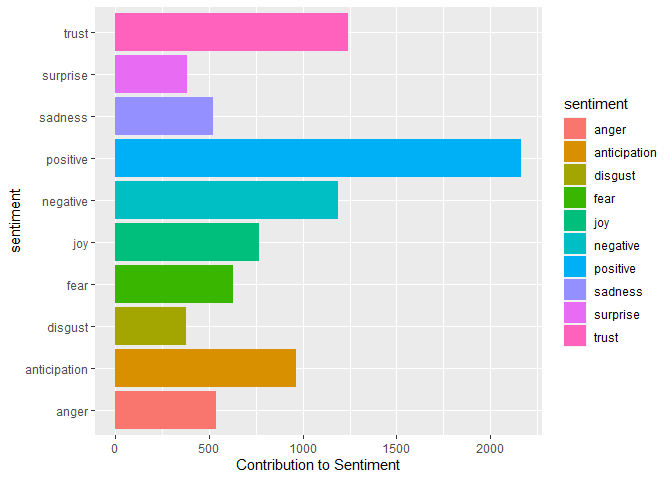 trust
surprise
sadness
positive
negative
joy
fear
disgust
anticipation
anger
sentiment
0 500 1000 1500 2000
Contribution to Sentiment
sentiment
anger
anticipation
disgust
fear
joy
negative
positive
sadness
surprise
trust